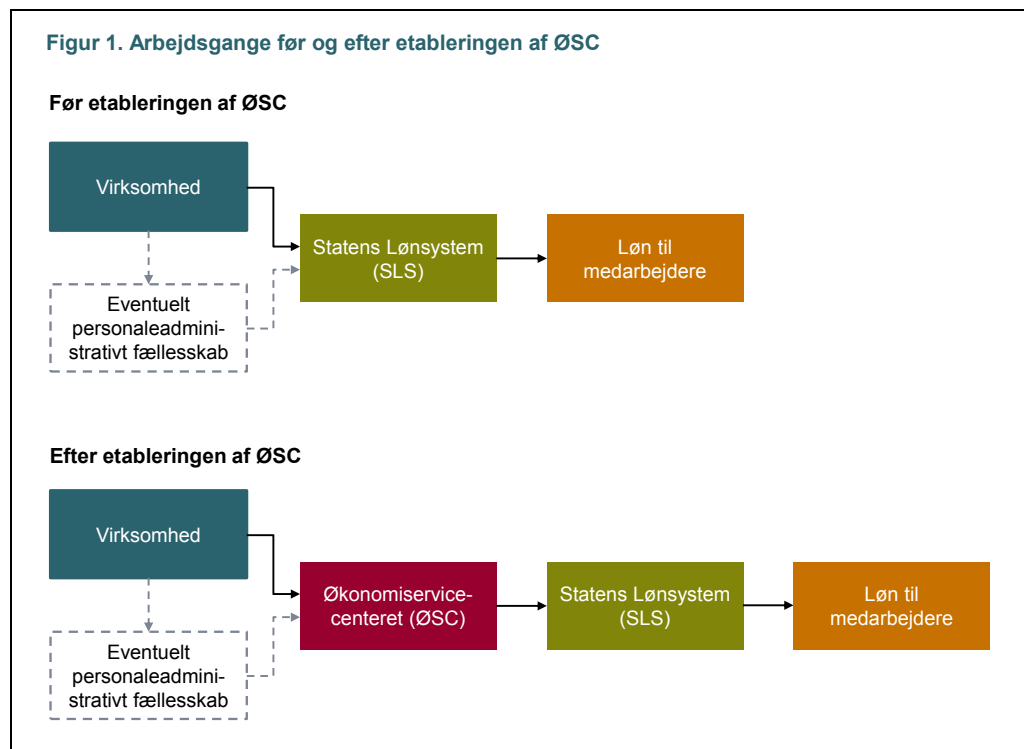 Figur 1. Arbejdsgange før og efter etableringen af ØSC
Før etableringen af ØSC
Virksomhed
Statens Lønsystem
(SLS)
Løn til
medarbejdere
Eventuelt
personaleadmini-
strativt fællesskab
Efter etableringen af ØSC
Virksomhed
Økonomiservice-
centeret (ØSC)
Statens Lønsystem
(SLS)
Løn til
medarbejdere
Eventuelt
personaleadmini-
strativt fællesskab